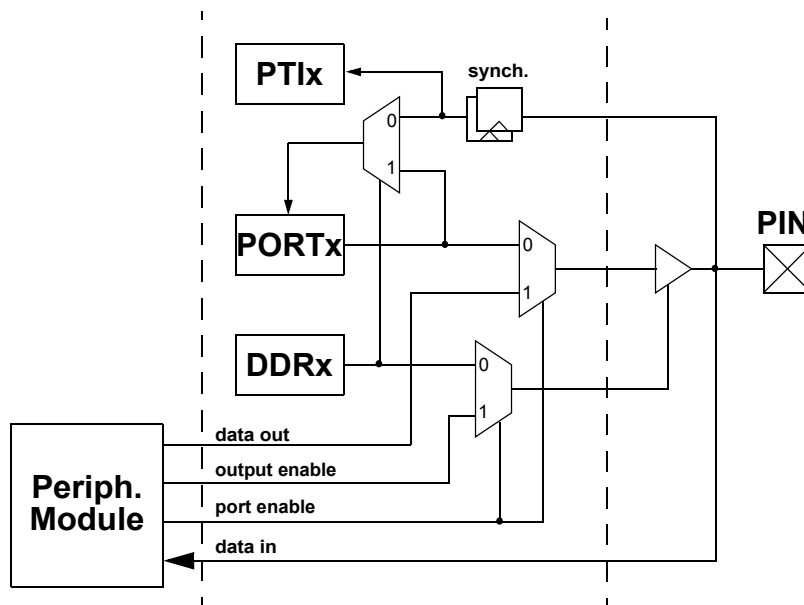 synch.
PTIx
0
1
PIN
PORTx
0
1
DDRx
0
1
data out
output enable
Periph.
Module
port enable
data in